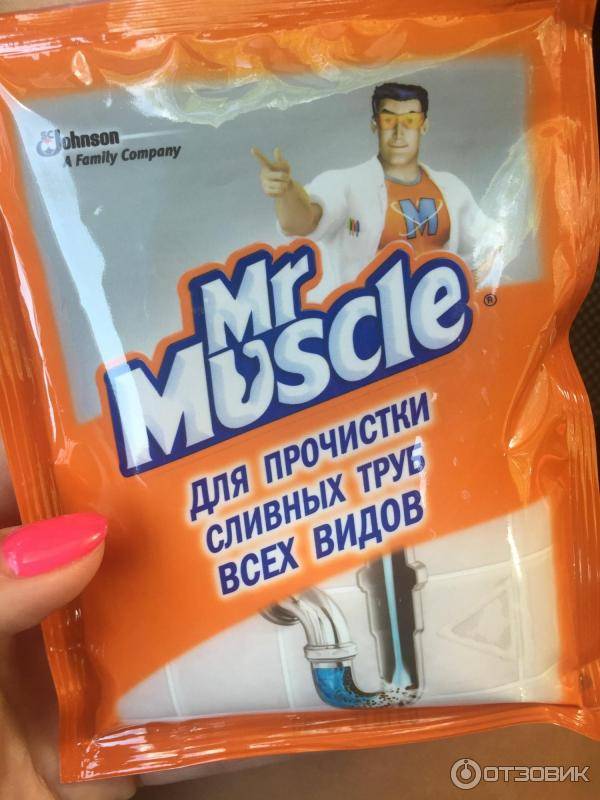 SC Johnson
A Family Company
M
Mr
Muscle®
ДЛЯ ПРОЧИСТКИ
СЛИВНЫХ ТРУБ
ВСЕХ ВИДОВ
ОТЗОВИК